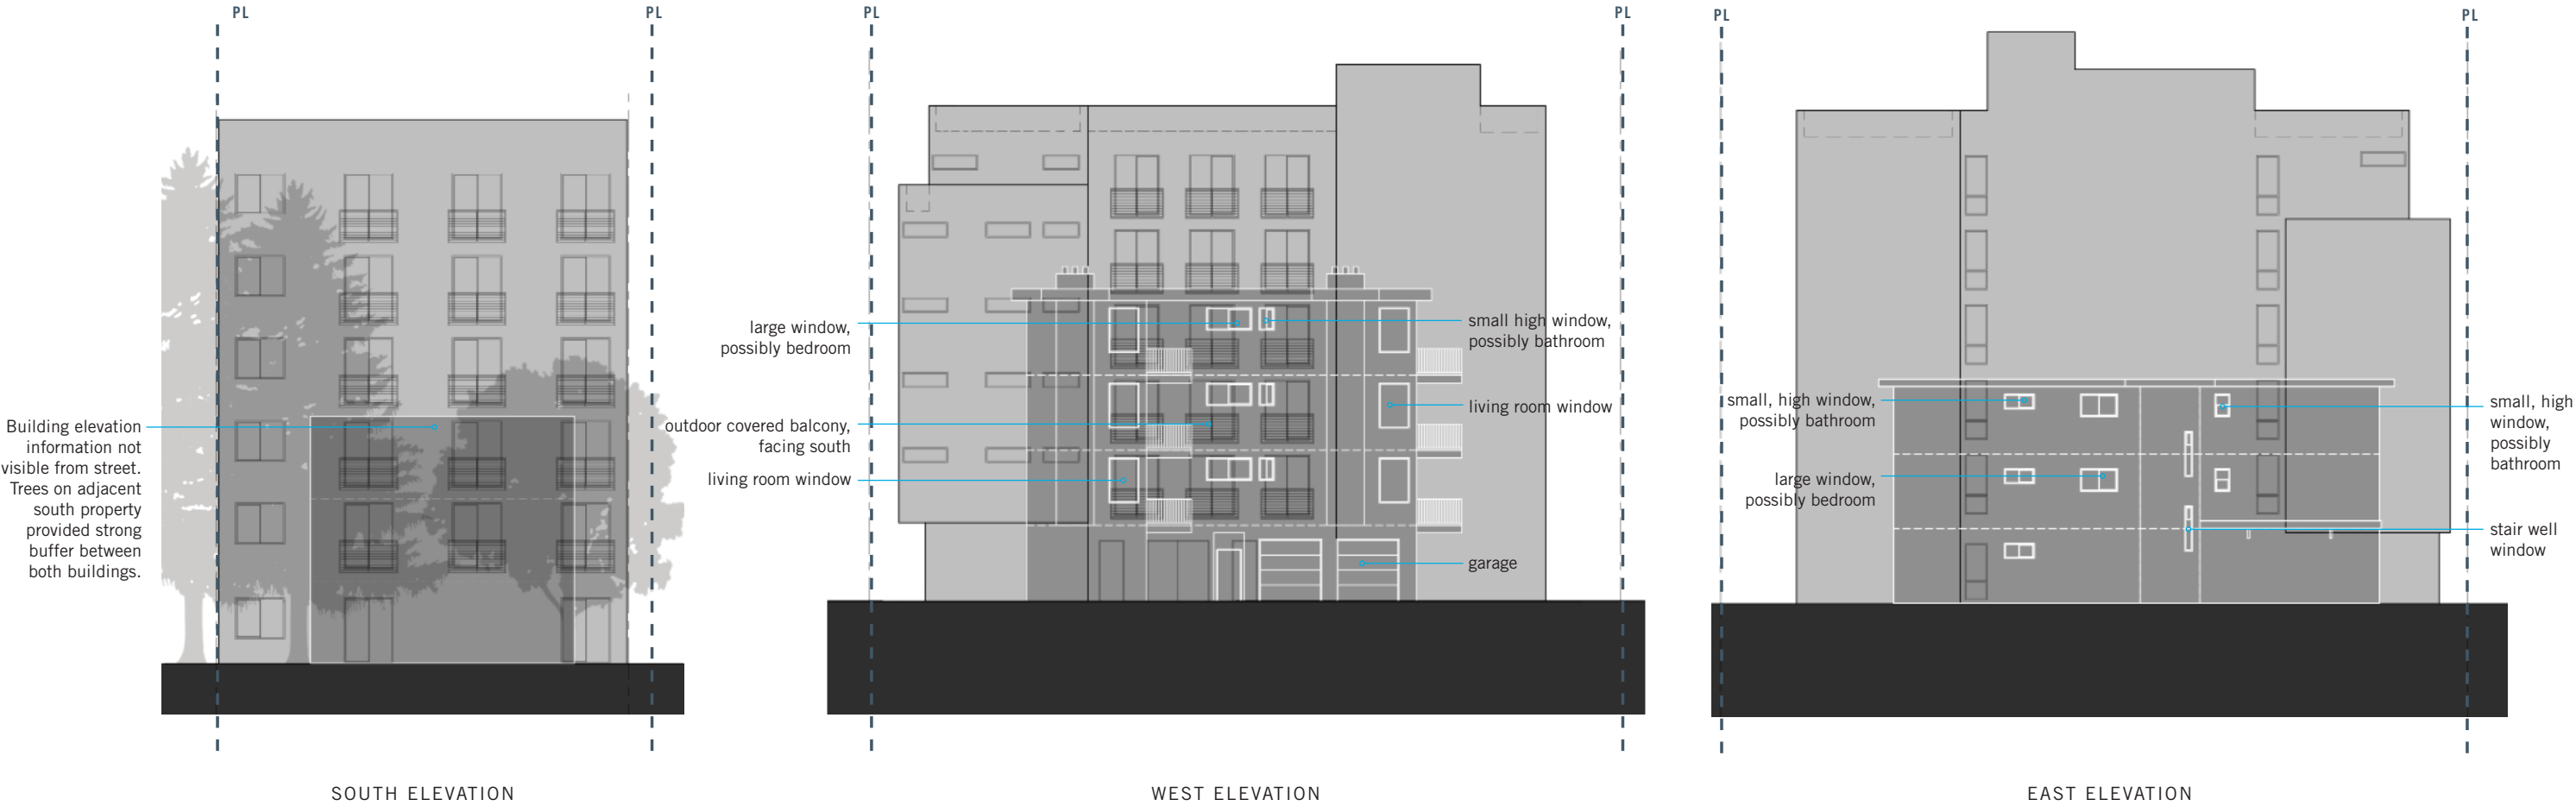 PL
PL
PL
PL
PL
PL
Building elevation
information not
visible from street.
Trees on adjacent
south property
provided strong
buffer between
both buildings.
large window,
possibly bedroom
outdoor covered balcony,
facing south
living room window
small high window,
possibly bathroom
living room window
garage
small, high window,
possibly bathroom
large window,
possibly bedroom
small, high
window,
possibly
bathroom
stair well
window
SOUTH ELEVATION
WEST ELEVATION
EAST ELEVATION